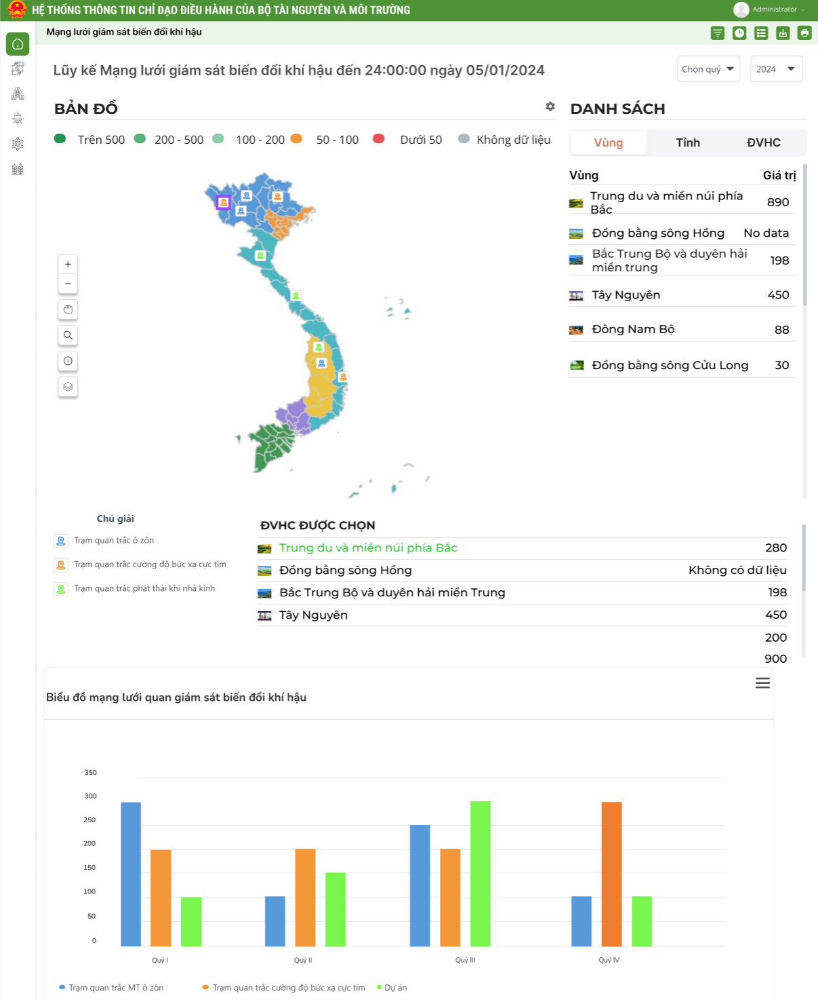 HỆ THỐNG THÔNG TIN CHỈ ĐẠO ĐIỀU HÀNH CỦA BỘ TÀI NGUYÊN VÀ MÔI TRƯỜNG
Administrator
Mạng lưới giám sát biến đổi khí hậu
Lũy kế Mạng lưới giám sát biến đổi khí hậu đến 24:00:00 ngày 05/01/2024
Chọn quý
2024
BẢN ĐỒ
Trên 500
200 - 500
100 - 200
50 - 100
Dưới 50
Không dữ liệu
DANH SÁCH
Vùng
Tỉnh
ĐVHC
Vùng
Giá trị
Trung du và miền núi phía
Bắc
890
Đồng bằng sông Hồng
No data
Bắc Trung Bộ và duyên hải
miền trung
198
Tây Nguyên
450
Đông Nam Bộ
88
Đồng bằng sông Cửu Long
30
Chú giải
Trạm quan trắc ô zôn
Trạm quan trắc cường độ bức xạ cực tím
Trạm quan trắc phát thải khí nhà kính
ĐVHC ĐƯỢC CHỌN
Trung du và miền núi phía Bắc
280
Đồng bằng sông Hồng
Không có dữ liệu
Bắc Trung Bộ và duyên hải miền Trung
198
Tây Nguyên
450
200
900
Biểu đồ mạng lưới quan giám sát biến đổi khí hậu
350
300
250
200
150
100
50
0
Quý I
Quý II
Quý III
Quý IV
Trạm quan trắc MT ô zôn
Trạm quan trắc cường độ bức xạ cực tím
Dự án